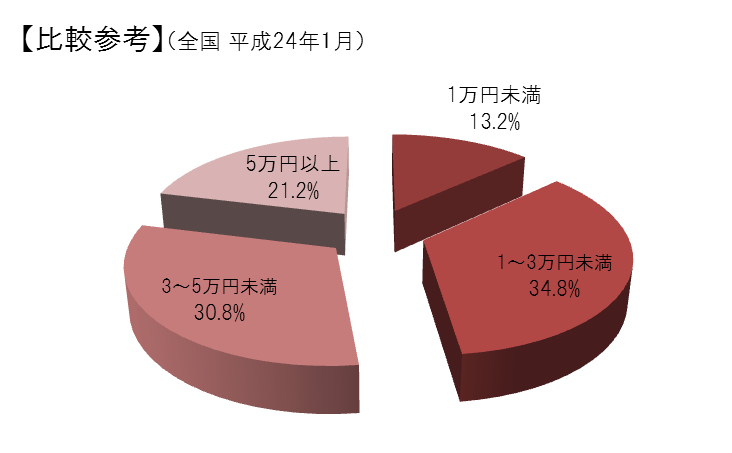 【比較参考】（全国 平成24年1月）
1万円未満
13.2%
5万円以上
21.2%
1～3万円未満
34.8%
3～5万円未満
30.8%